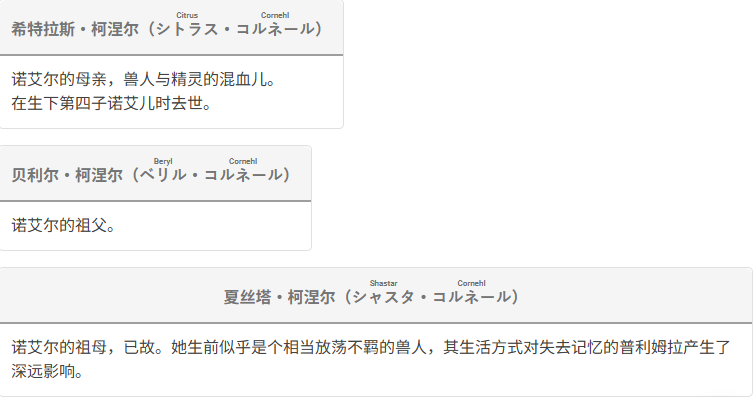 Citrus Cornehl
希特拉斯·柯涅尔（シトラス・コルネール）
诺艾尔的母亲，兽人与精灵的混血儿。
在生下第四子诺艾儿时去世。
Beryl Cornehl
贝利尔·柯涅尔（ベリル・コルネール）
诺艾尔的祖父。
Shastar Cornehl
夏丝塔·柯涅尔（シャスタ・コルネール）
诺艾尔的祖母，已故。她生前似乎是个相当放荡不羁的兽人，其生活方式对失去记忆的普利姆拉产生了
深远影响。